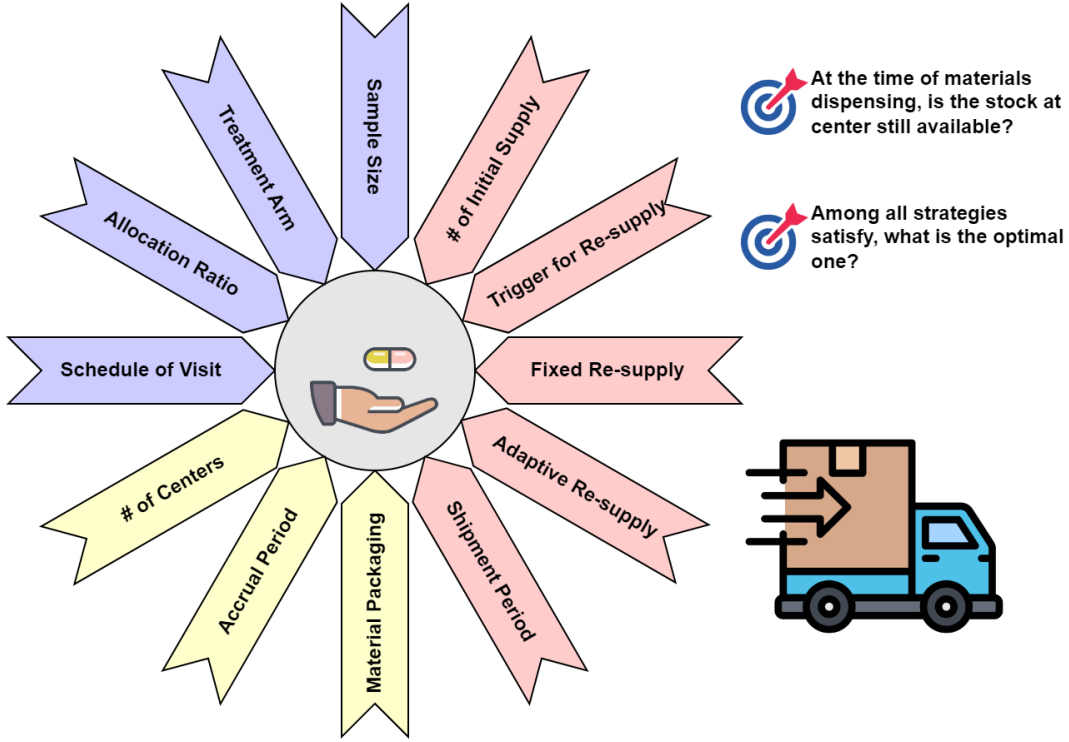 Sample Size
# of Initial Supply
Trigger for Re-supply
Fixed Re-supply
Adaptive Re-supply
Shipment Period
Material Packaging
Accrual Period
# of Centers
Schedule of Visit
Allocation Ratio
Treatment Arm
At the time of materials
dispensing, is the stock at
center still available?
Among all strategies
satisfy, what is the optimal
one?